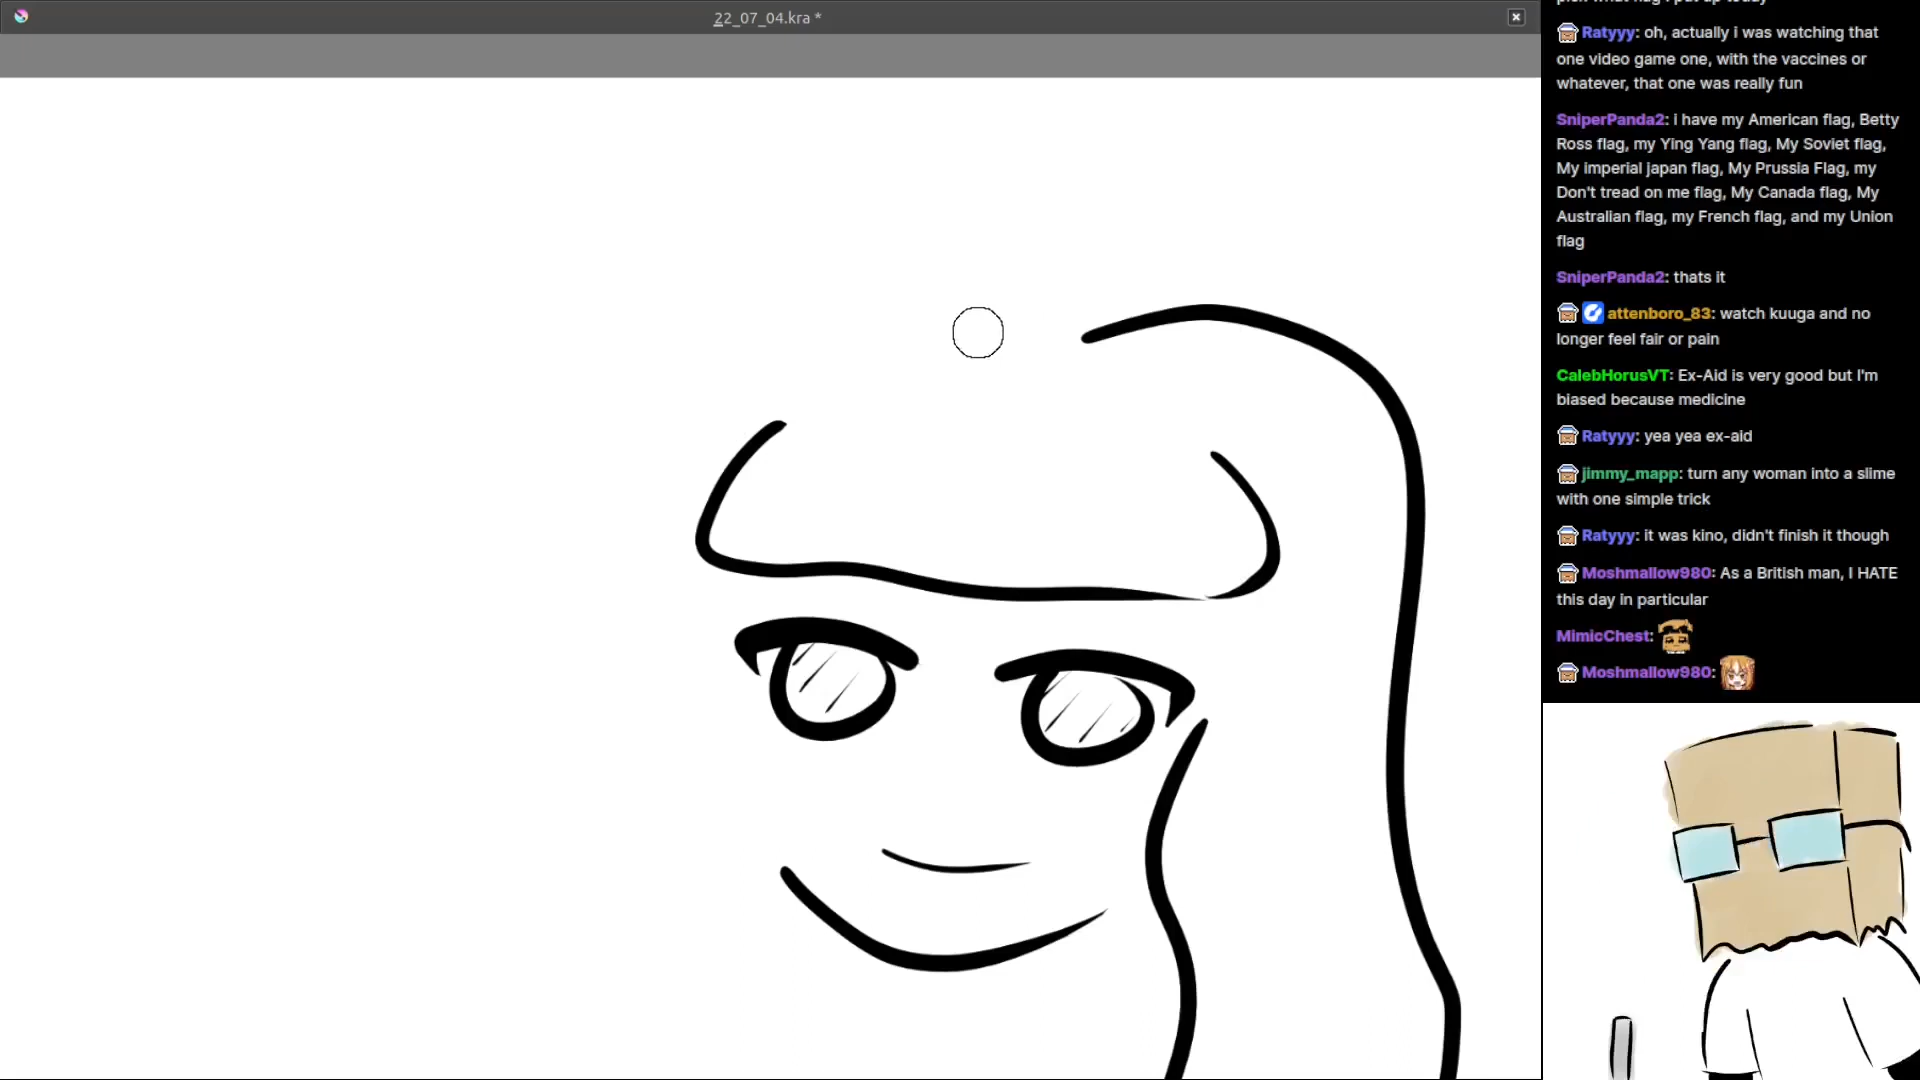 22_07_04.kra *
Ratyyy: oh, actually i was watching that
one video game one, with the vaccines or
whatever, that one was really fun
SniperPanda2: i have my American flag, Betty
Ross flag, my Ying Yang flag, My Soviet flag,
My imperial japan flag, My Prussia Flag, my
Don't tread on me flag, My Canada flag, My
Australian flag, my French flag, and my Union
flag
SniperPanda2: thats it
attenboro_83: watch kuuga and no
longer feel fair or pain
CalebHorusVT: Ex-Aid is very good but I'm
biased because medicine
Ratyyy: yea yea ex-aid
jimmy_mapp: turn any woman into a slime
with one simple trick
Ratyyy: it was kino, didn't finish it though
Moshmallow980: As a British man, I HATE
this day in particular
MimicChest:
Moshmallow980: